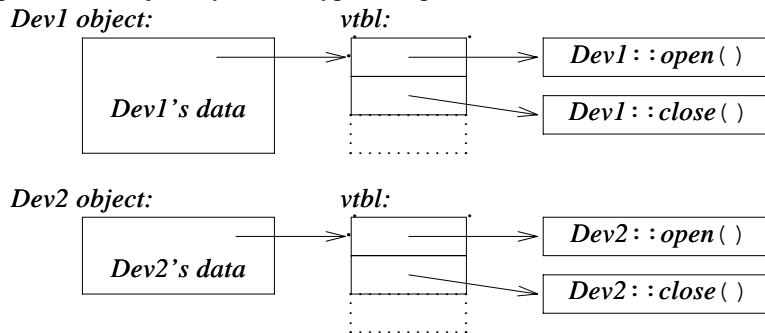 Dev1 object: vtbl:
Dev1::open()
Dev1's data
Dev1::close()
Dev2 object: vtbl:
Dev2::open()
Dev2's data
Dev2::close()